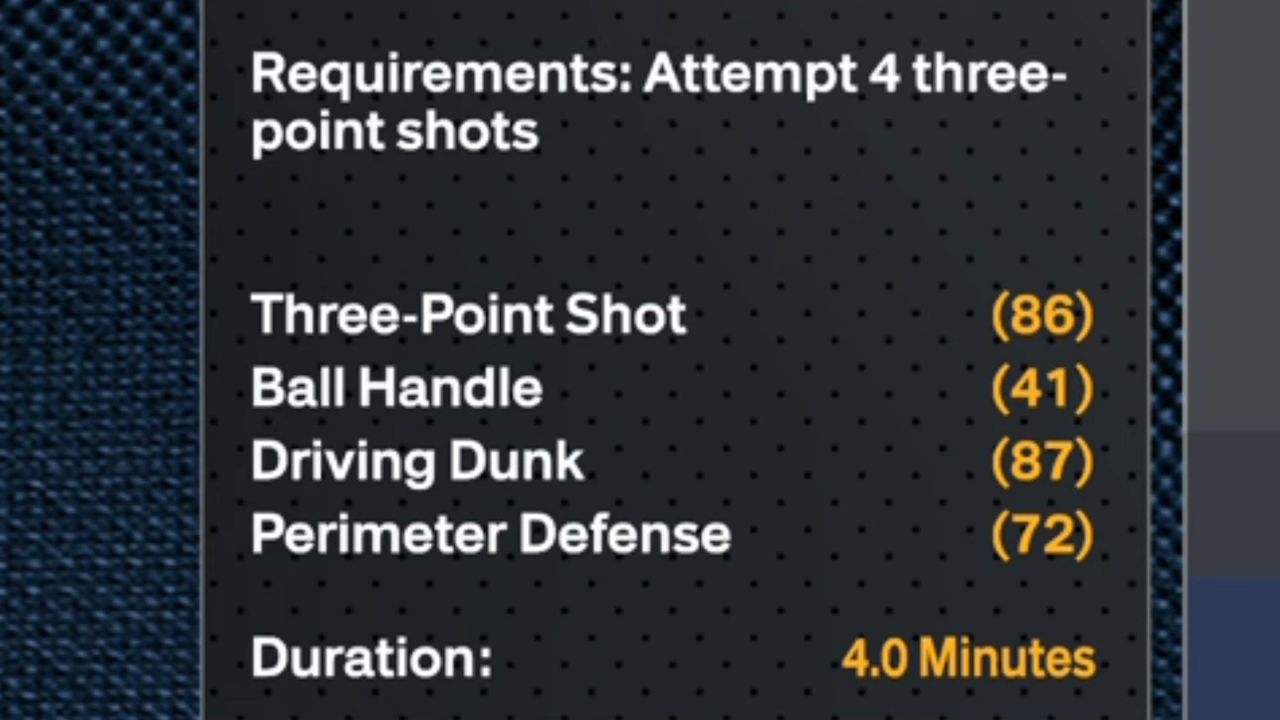 Requirements: Attempt 4 three-
point shots
Three-Point Shot (86)
Ball Handle (41)
Driving Dunk (87)
Perimeter Defense (72)
Duration: 4.0 Minutes